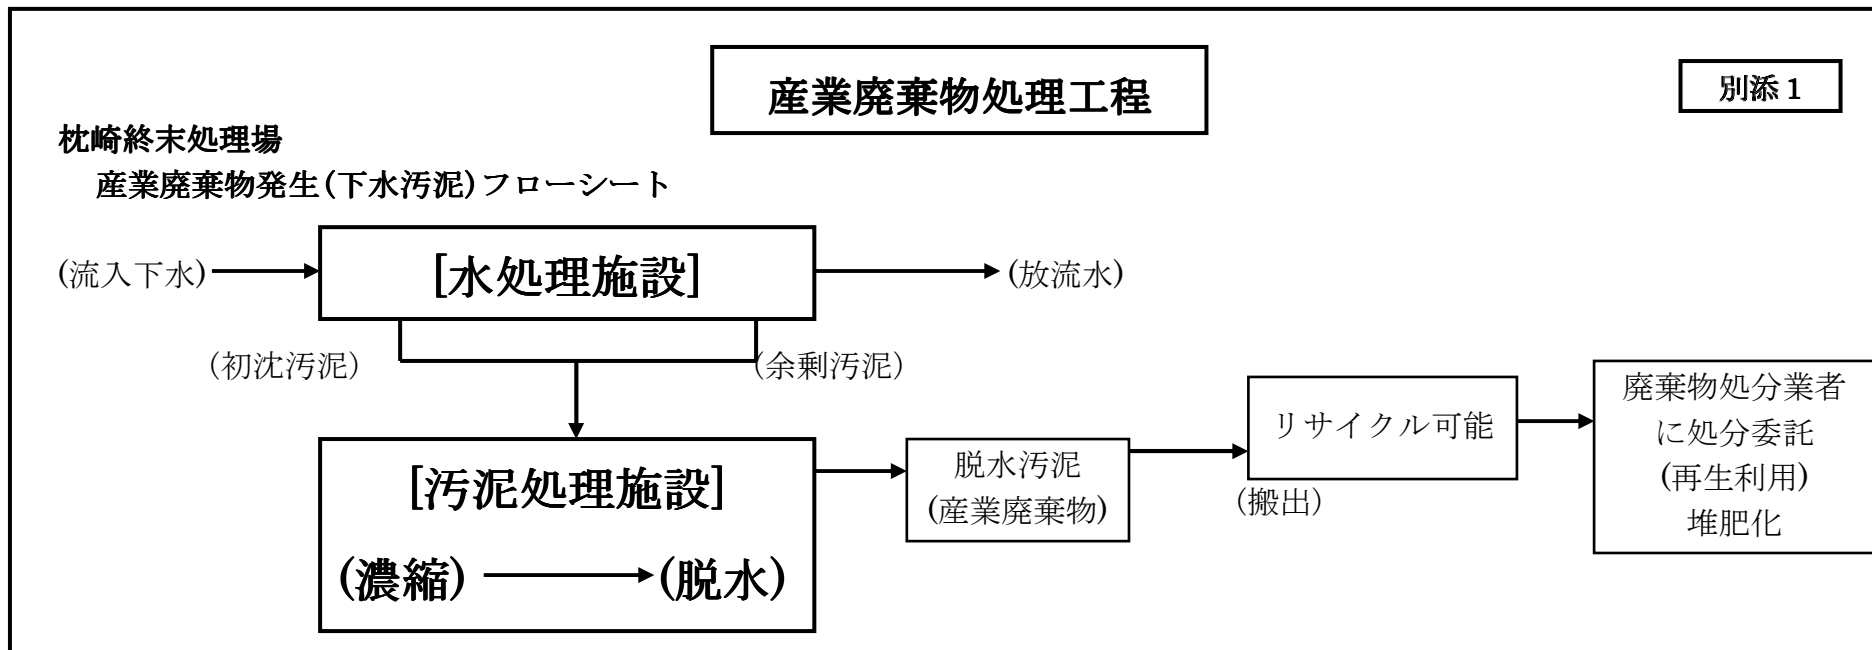 産業廃棄物処理工程
別添 1
枕崎終末処理場
産業廃棄物発生(下水汚泥)フローシート
(流入下水)
[水処理施設]
(放流水)
(初沈汚泥)
(余剰汚泥)
[汚泥処理施設]
(濃縮)
(脱水)
脱水汚泥
(産業廃棄物)
(搬出)
リサイクル可能
廃棄物処分業者
に処分委託
(再生利用)
堆肥化